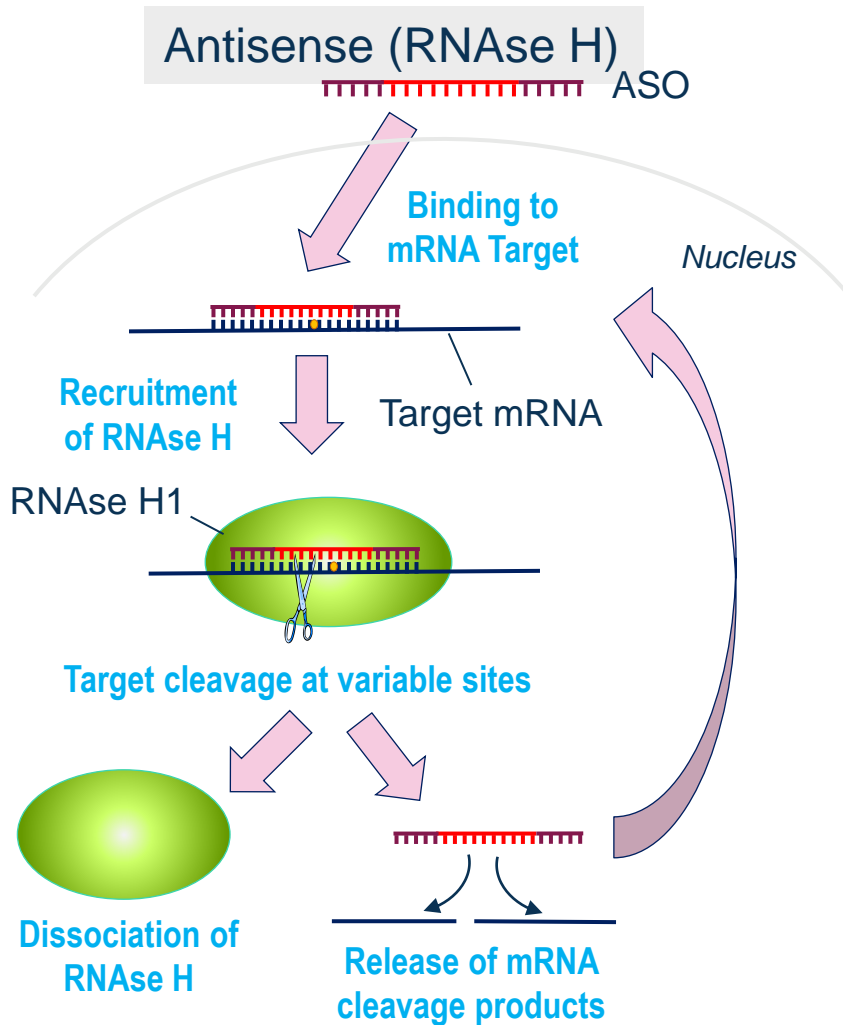 Antisense (RNAse H)
ASO
Binding to
mRNA Target
Nucleus
Recruitment
of RNAse H
Target mRNA
RNAse H1
Target cleavage at variable sites
Dissociation of
RNAse H
Release of mRNA
cleavage products